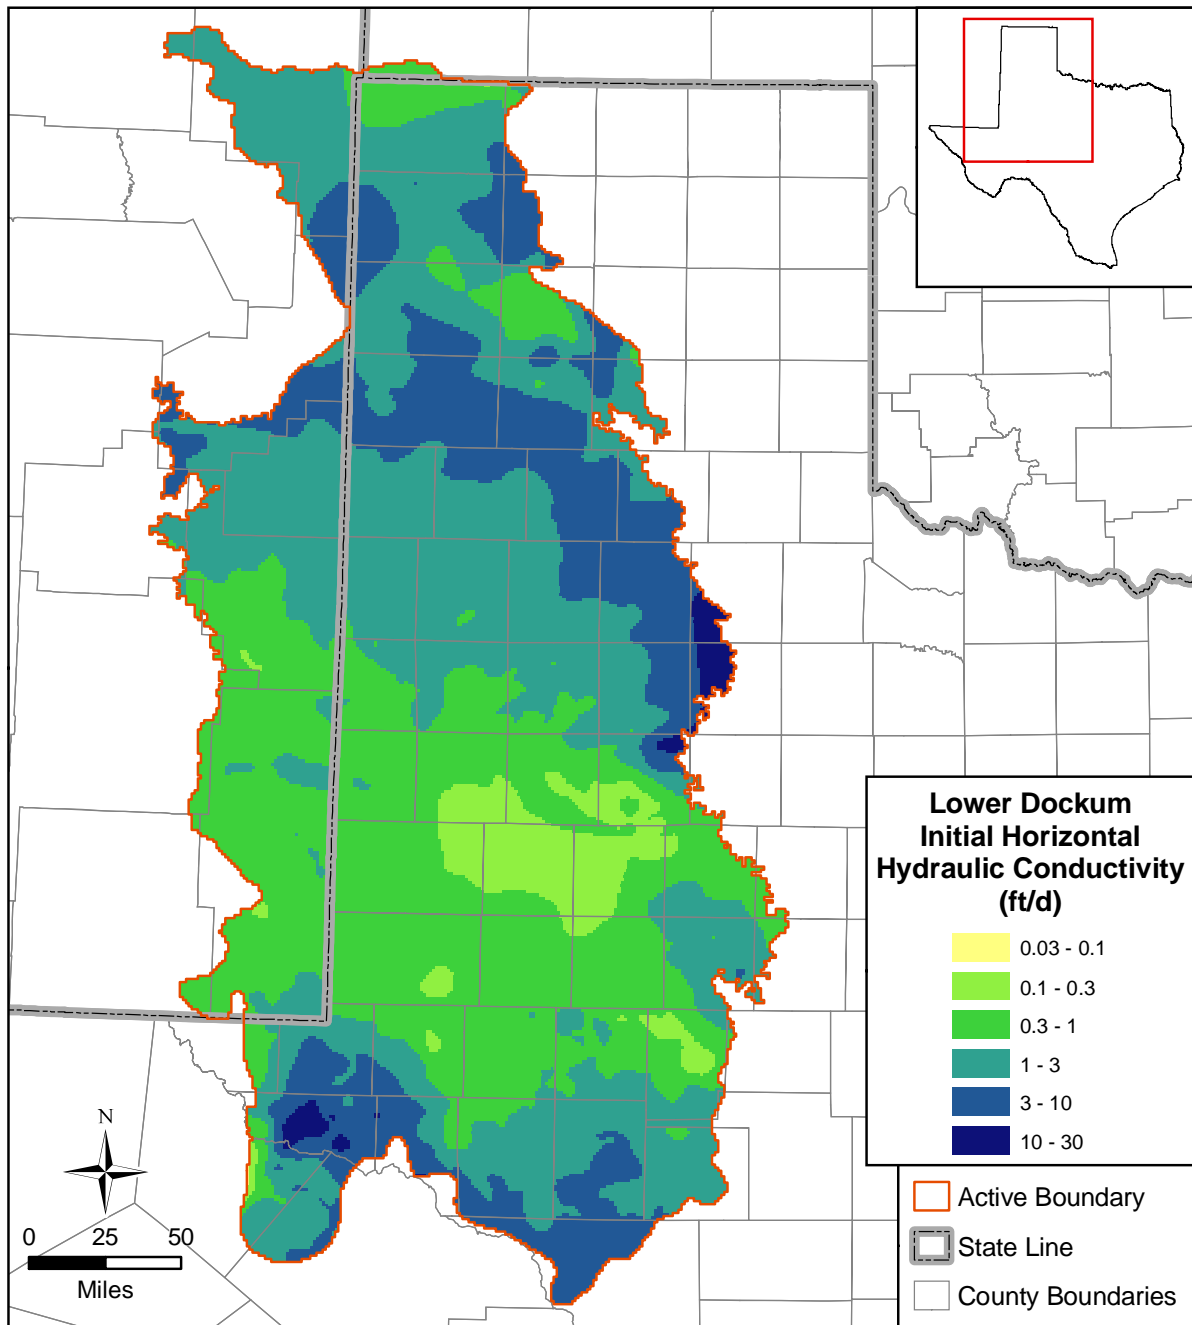 Lower Dockum
Initial Horizontal
Hydraulic Conductivity
(ft/d)
0.03 - 0.1
0.1 - 0.3
0.3 - 1
1 - 3
3 - 10
10 - 30
Active Boundary
State Line
County Boundaries
N
0 25 50
Miles